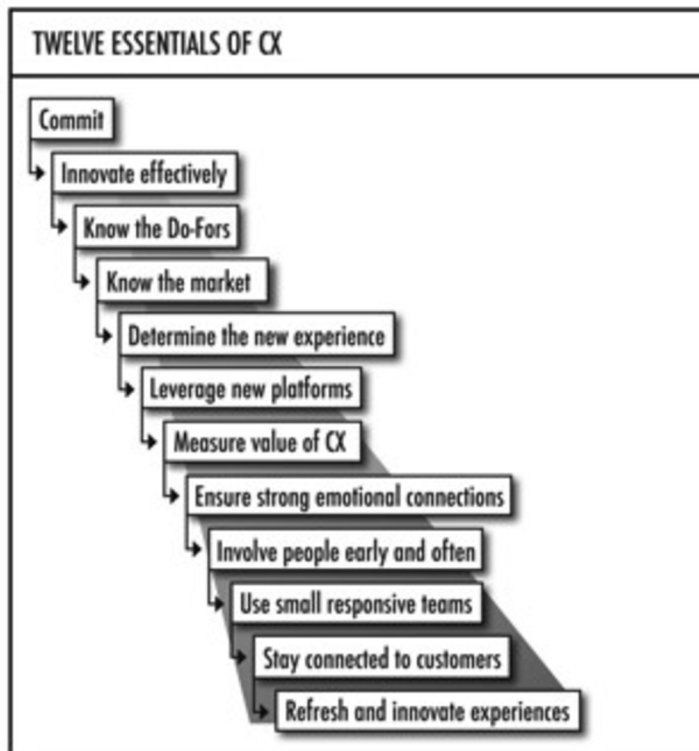 TWELVE ESSENTIALS OF CX
Commit
Innovate effectively
Know the Do-Fors
Know the market
Determine the new experience
Leverage new platforms
Measure value of CX
Ensure strong emotional connections
Involve people early and often
Use small responsive teams
Stay connected to customers
Refresh and innovate experiences